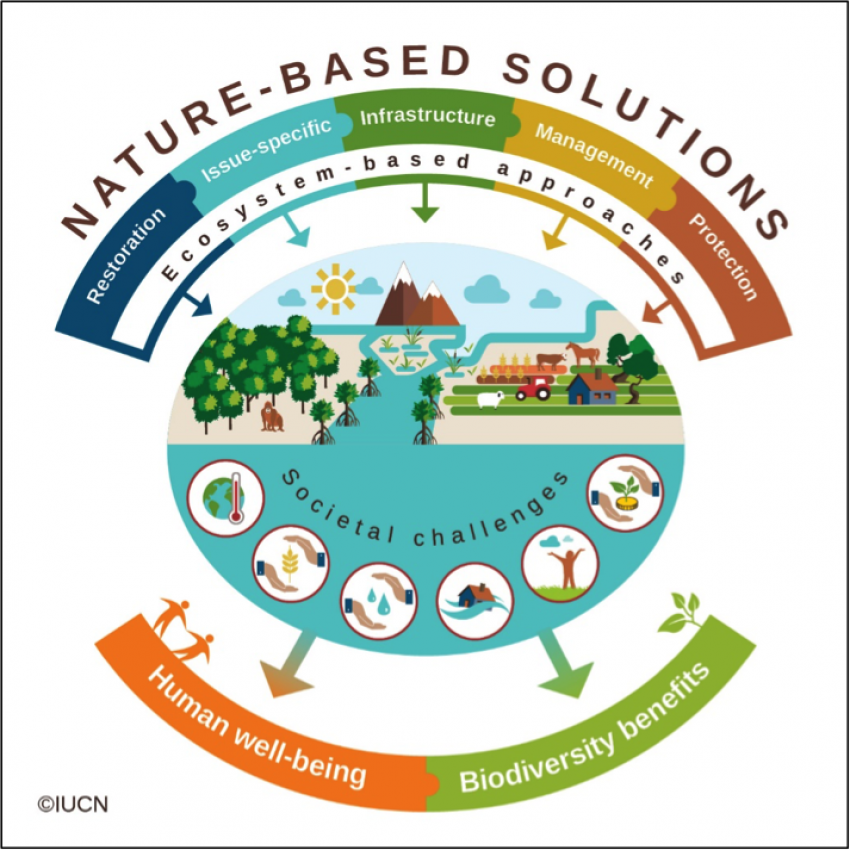 NATURE-BASED SOLUTIONS
Restoration
Issue-specific
Infrastructure
Management
Protection
Ecosystem-based approaches
Societal challenges
Human well-being
Biodiversity benefits
©IUCN